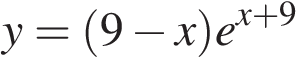 y = (9 − x)e^{x+9}